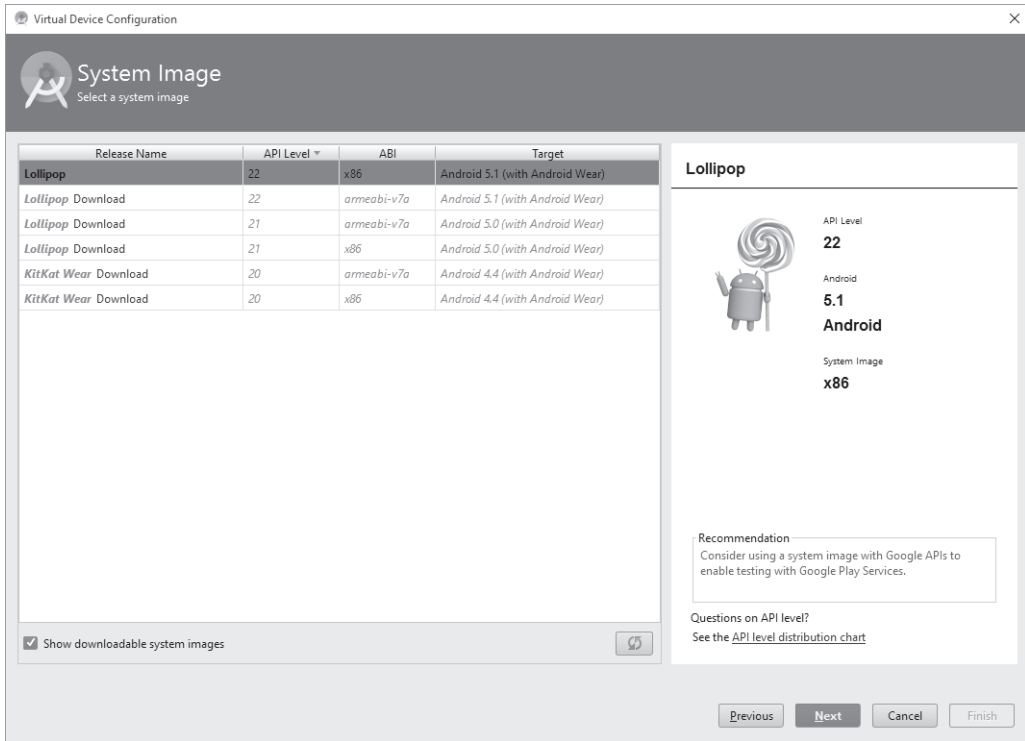 Virtual Device Configuration
System Image
Select a system image
Release Name API Level ABI Target
Lollipop 22 x86 Android 5.1 (with Android Wear)
Lollipop Download 22 armeabi-v7a Android 5.1 (with Android Wear)
Lollipop Download 21 armeabi-v7a Android 5.0 (with Android Wear)
Lollipop Download 21 x86 Android 5.0 (with Android Wear)
KitKat Wear Download 20 armeabi-v7a Android 4.4 (with Android Wear)
KitKat Wear Download 20 x86 Android 4.4 (with Android Wear)
Show downloadable system images
Lollipop
API Level
22
Android
5.1
Android
System Image
x86
Recommendation
Consider using a system image with Google APIs to
enable testing with Google Play Services.
Questions on API level?
See the API level distribution chart
Previous Next Cancel Finish